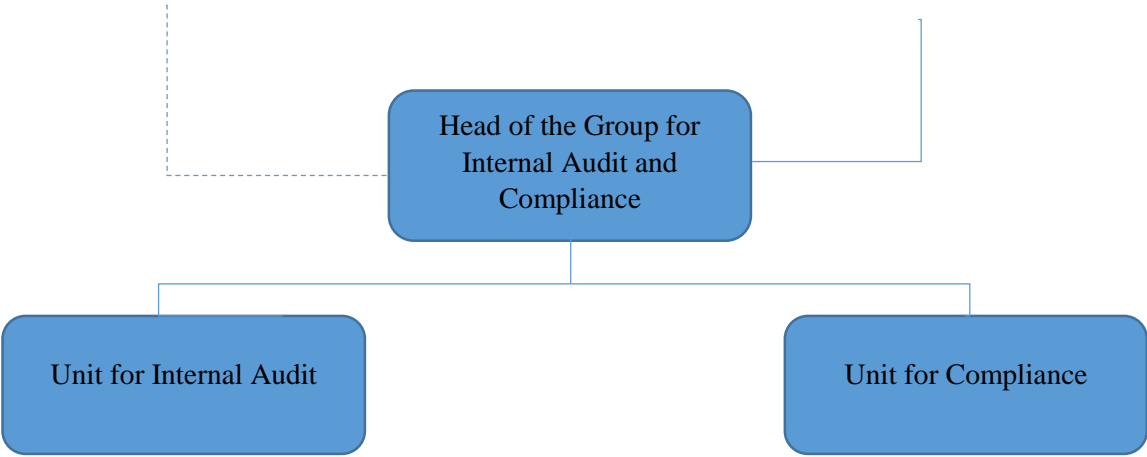 Head of the Group for
Internal Audit and
Compliance
Unit for Internal Audit
Unit for Compliance